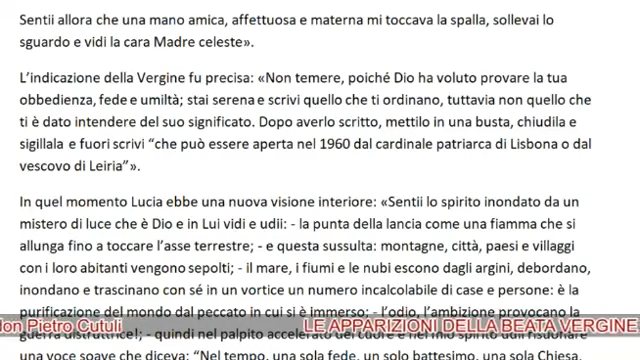 Sentii allora che una mano amica, affettuosa e materna mi toccava la spalla, sollevai lo
sguardo e vidi la cara Madre celeste».
L’indicazione della Vergine fu precisa: «Non temere, poiché Dio ha voluto provare la tua
obbedienza, fede e umiltà; stai serena e scrivi quello che ti ordinano, tuttavia non quello che
ti è dato intendere del suo significato. Dopo averlo scritto, mettilo in una busta, chiudila e
sigillala e fuori scrivi “che può essere aperta nel 1960 dal cardinale patriarca di Lisbona o dal
vescovo di Leiria”».
In quel momento Lucia ebbe una nuova visione interiore: «Sentii lo spirito inondato da un
mistero di luce che è Dio e in Lui vidi e udii: - la punta della lancia come una fiamma che si
allunga fino a toccare l’asse terrestre; - e questa sussulta: montagne, città, paesi e villaggi
con i loro abitanti vengono sepolti; - il mare, i fiumi e le nubi escono dagli argini, debordano,
inondano e trascinano con sé in un vortice un numero incalcolabile di case e persone: è la
purificazione del mondo dal peccato in cui si è immerso; - l’odio, l’ambizione provocano la
don Pietro Cutuli LE APPARIZIONI DELLA BEATA VERGINE
guerra distruttrice! - quindi nel palpito accelerato del cuore e nel mio spirito udii risuonare
una voce soave che diceva: “Nel tempo, una sola fede, un solo battesimo, una sola Chiesa,